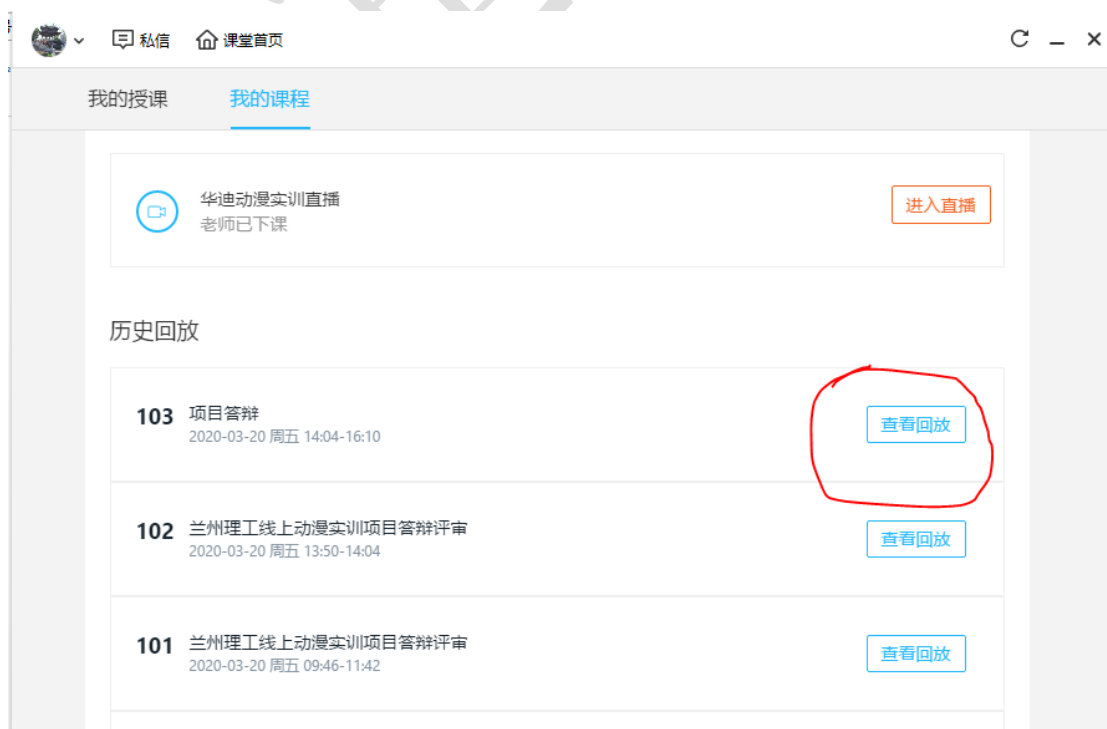 私信 课堂首页
我的授课 我的课程
华迪动漫实训直播
老师已下课
进入直播
历史回放
103 项目答辩
2020-03-20 周五 14:04-16:10
查看回放
102 兰州理工线上动漫实训项目答辩评审
2020-03-20 周五 13:50-14:04
查看回放
101 兰州理工线上动漫实训项目答辩评审
2020-03-20 周五 09:46-11:42
查看回放